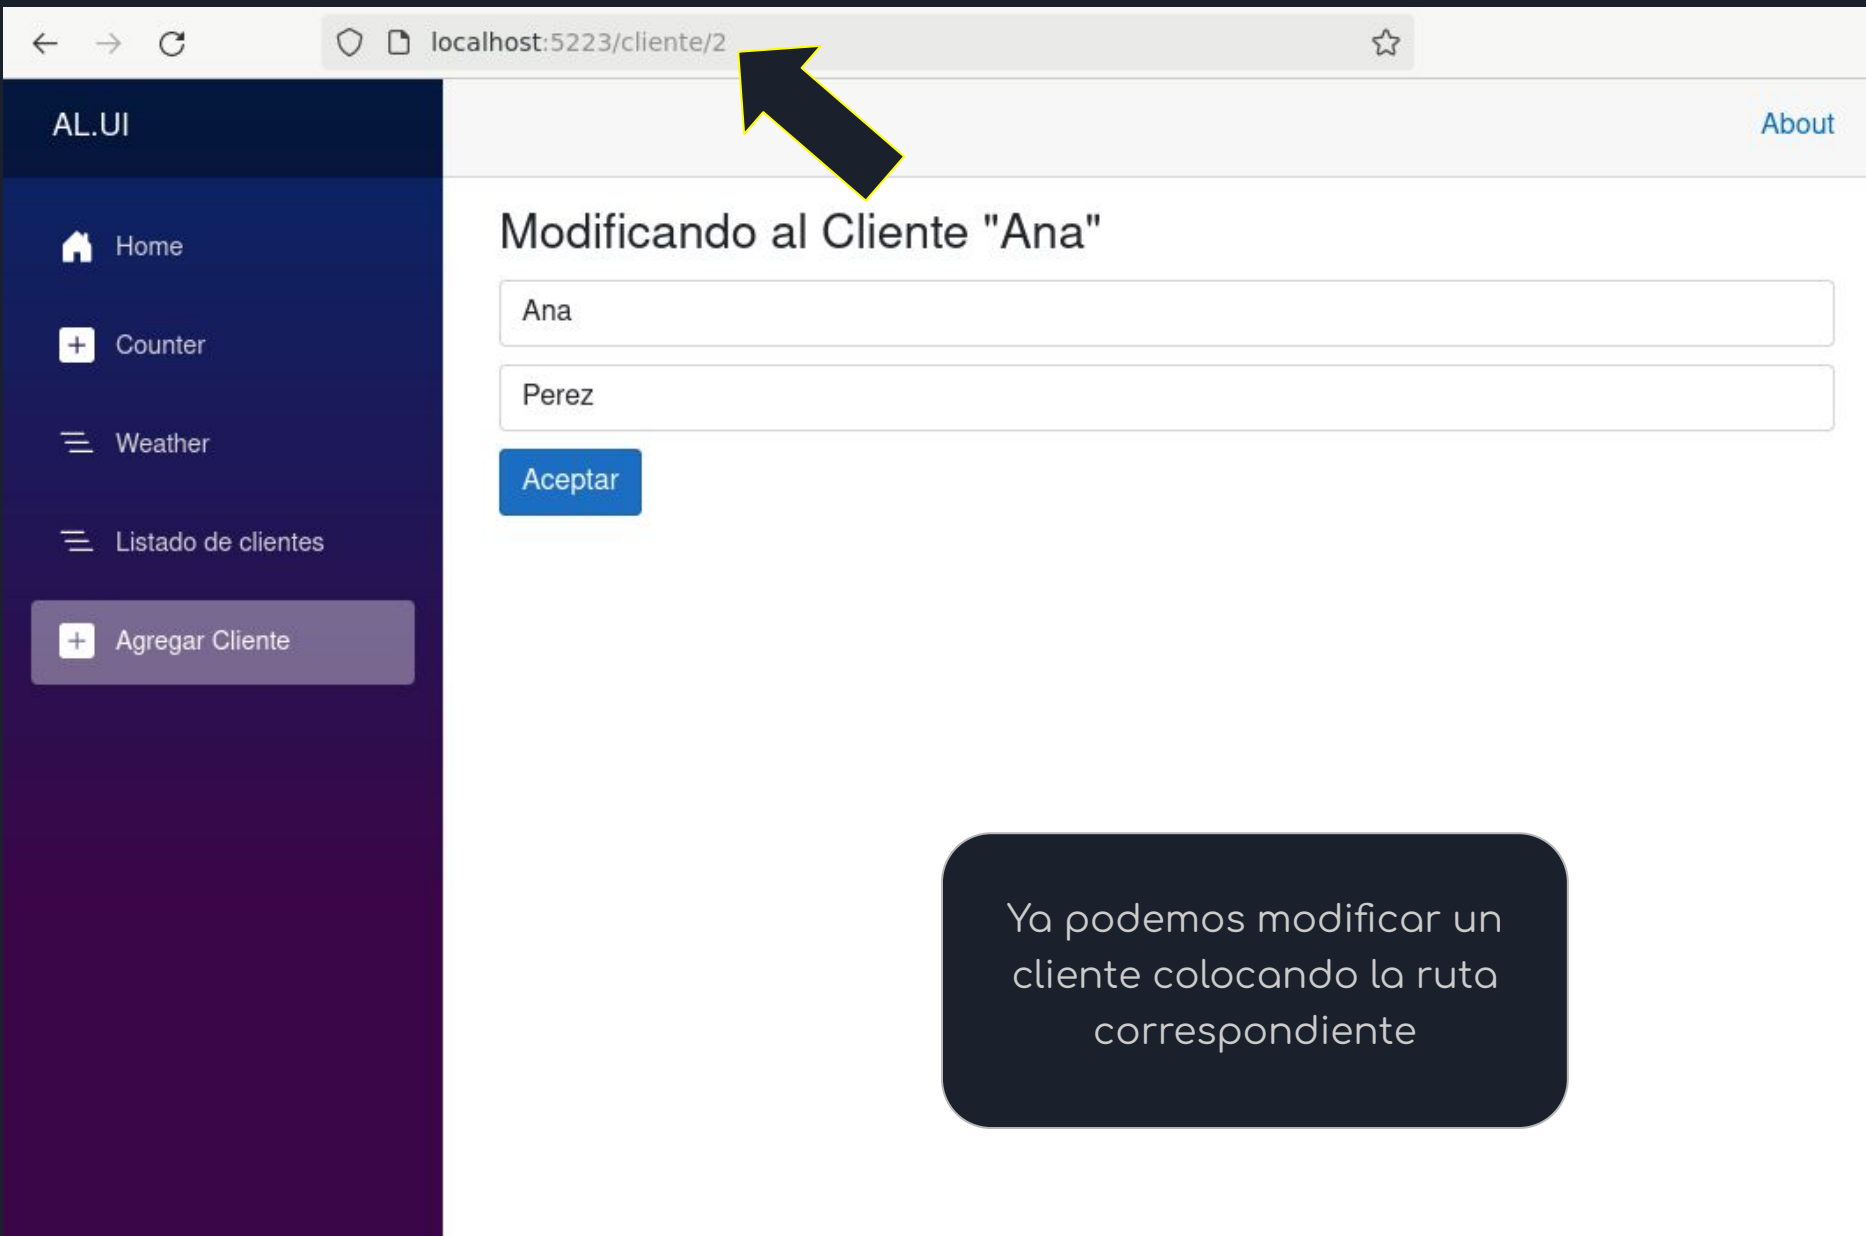 localhost:5223/cliente/2
AL.UI
About
Home
Counter
Weather
Listado de clientes
Agregar Cliente
Modificando al Cliente "Ana"
Ana
Perez
Aceptar
Ya podemos modificar un
cliente colocando la ruta
correspondiente